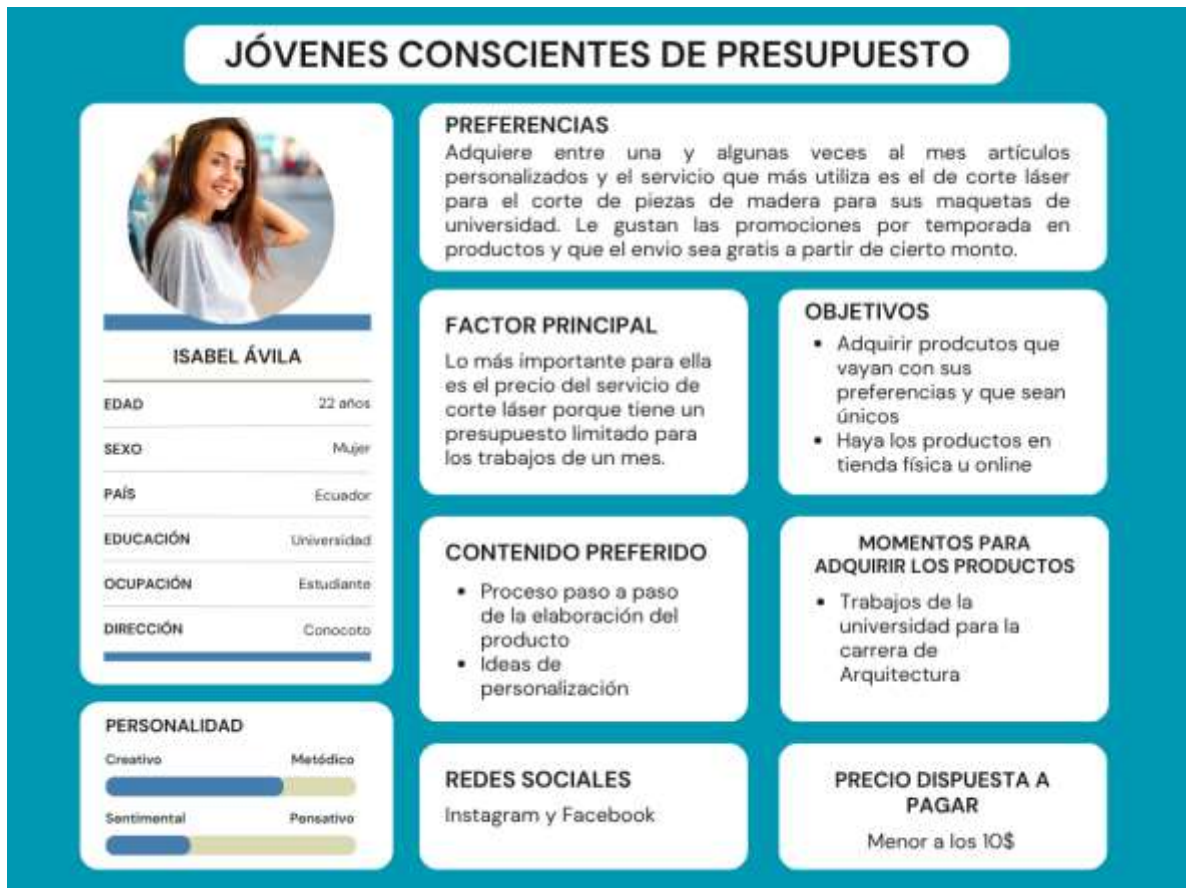 JÓVENES CONSCIENTES DE PRESUPUESTO
ISABEL ÁVILA
EDAD 22 años
SEXO Mujer
PAÍS Ecuador
EDUCACIÓN Universidad
OCUPACIÓN Estudiante
DIRECCIÓN Conocoto
PERSONALIDAD
Creativo Metódico
Sentimental Pensativo
PREFERENCIAS
Adquiere entre una y algunas veces al mes artículos
personalizados y el servicio que más utiliza es el de corte láser
para el corte de piezas de madera para sus maquetas de
universidad. Le gustan las promociones por temporada en
productos y que el envio sea gratis a partir de cierto monto.
FACTOR PRINCIPAL
Lo más importante para ella
es el precio del servicio de
corte láser porque tiene un
presupuesto limitado para
los trabajos de un mes.
OBJETIVOS
• Adquirir prodcutos que
vayan con sus
preferencias y que sean
únicos
• Haya los productos en
tienda física u online
CONTENIDO PREFERIDO
• Proceso paso a paso
de la elaboración del
producto
• Ideas de
personalización
MOMENTOS PARA
ADQUIRIR LOS PRODUCTOS
• Trabajos de la
universidad para la
carrera de
Arquitectura
REDES SOCIALES
Instagram y Facebook
PRECIO DISPUESTA A
PAGAR
Menor a los 10$